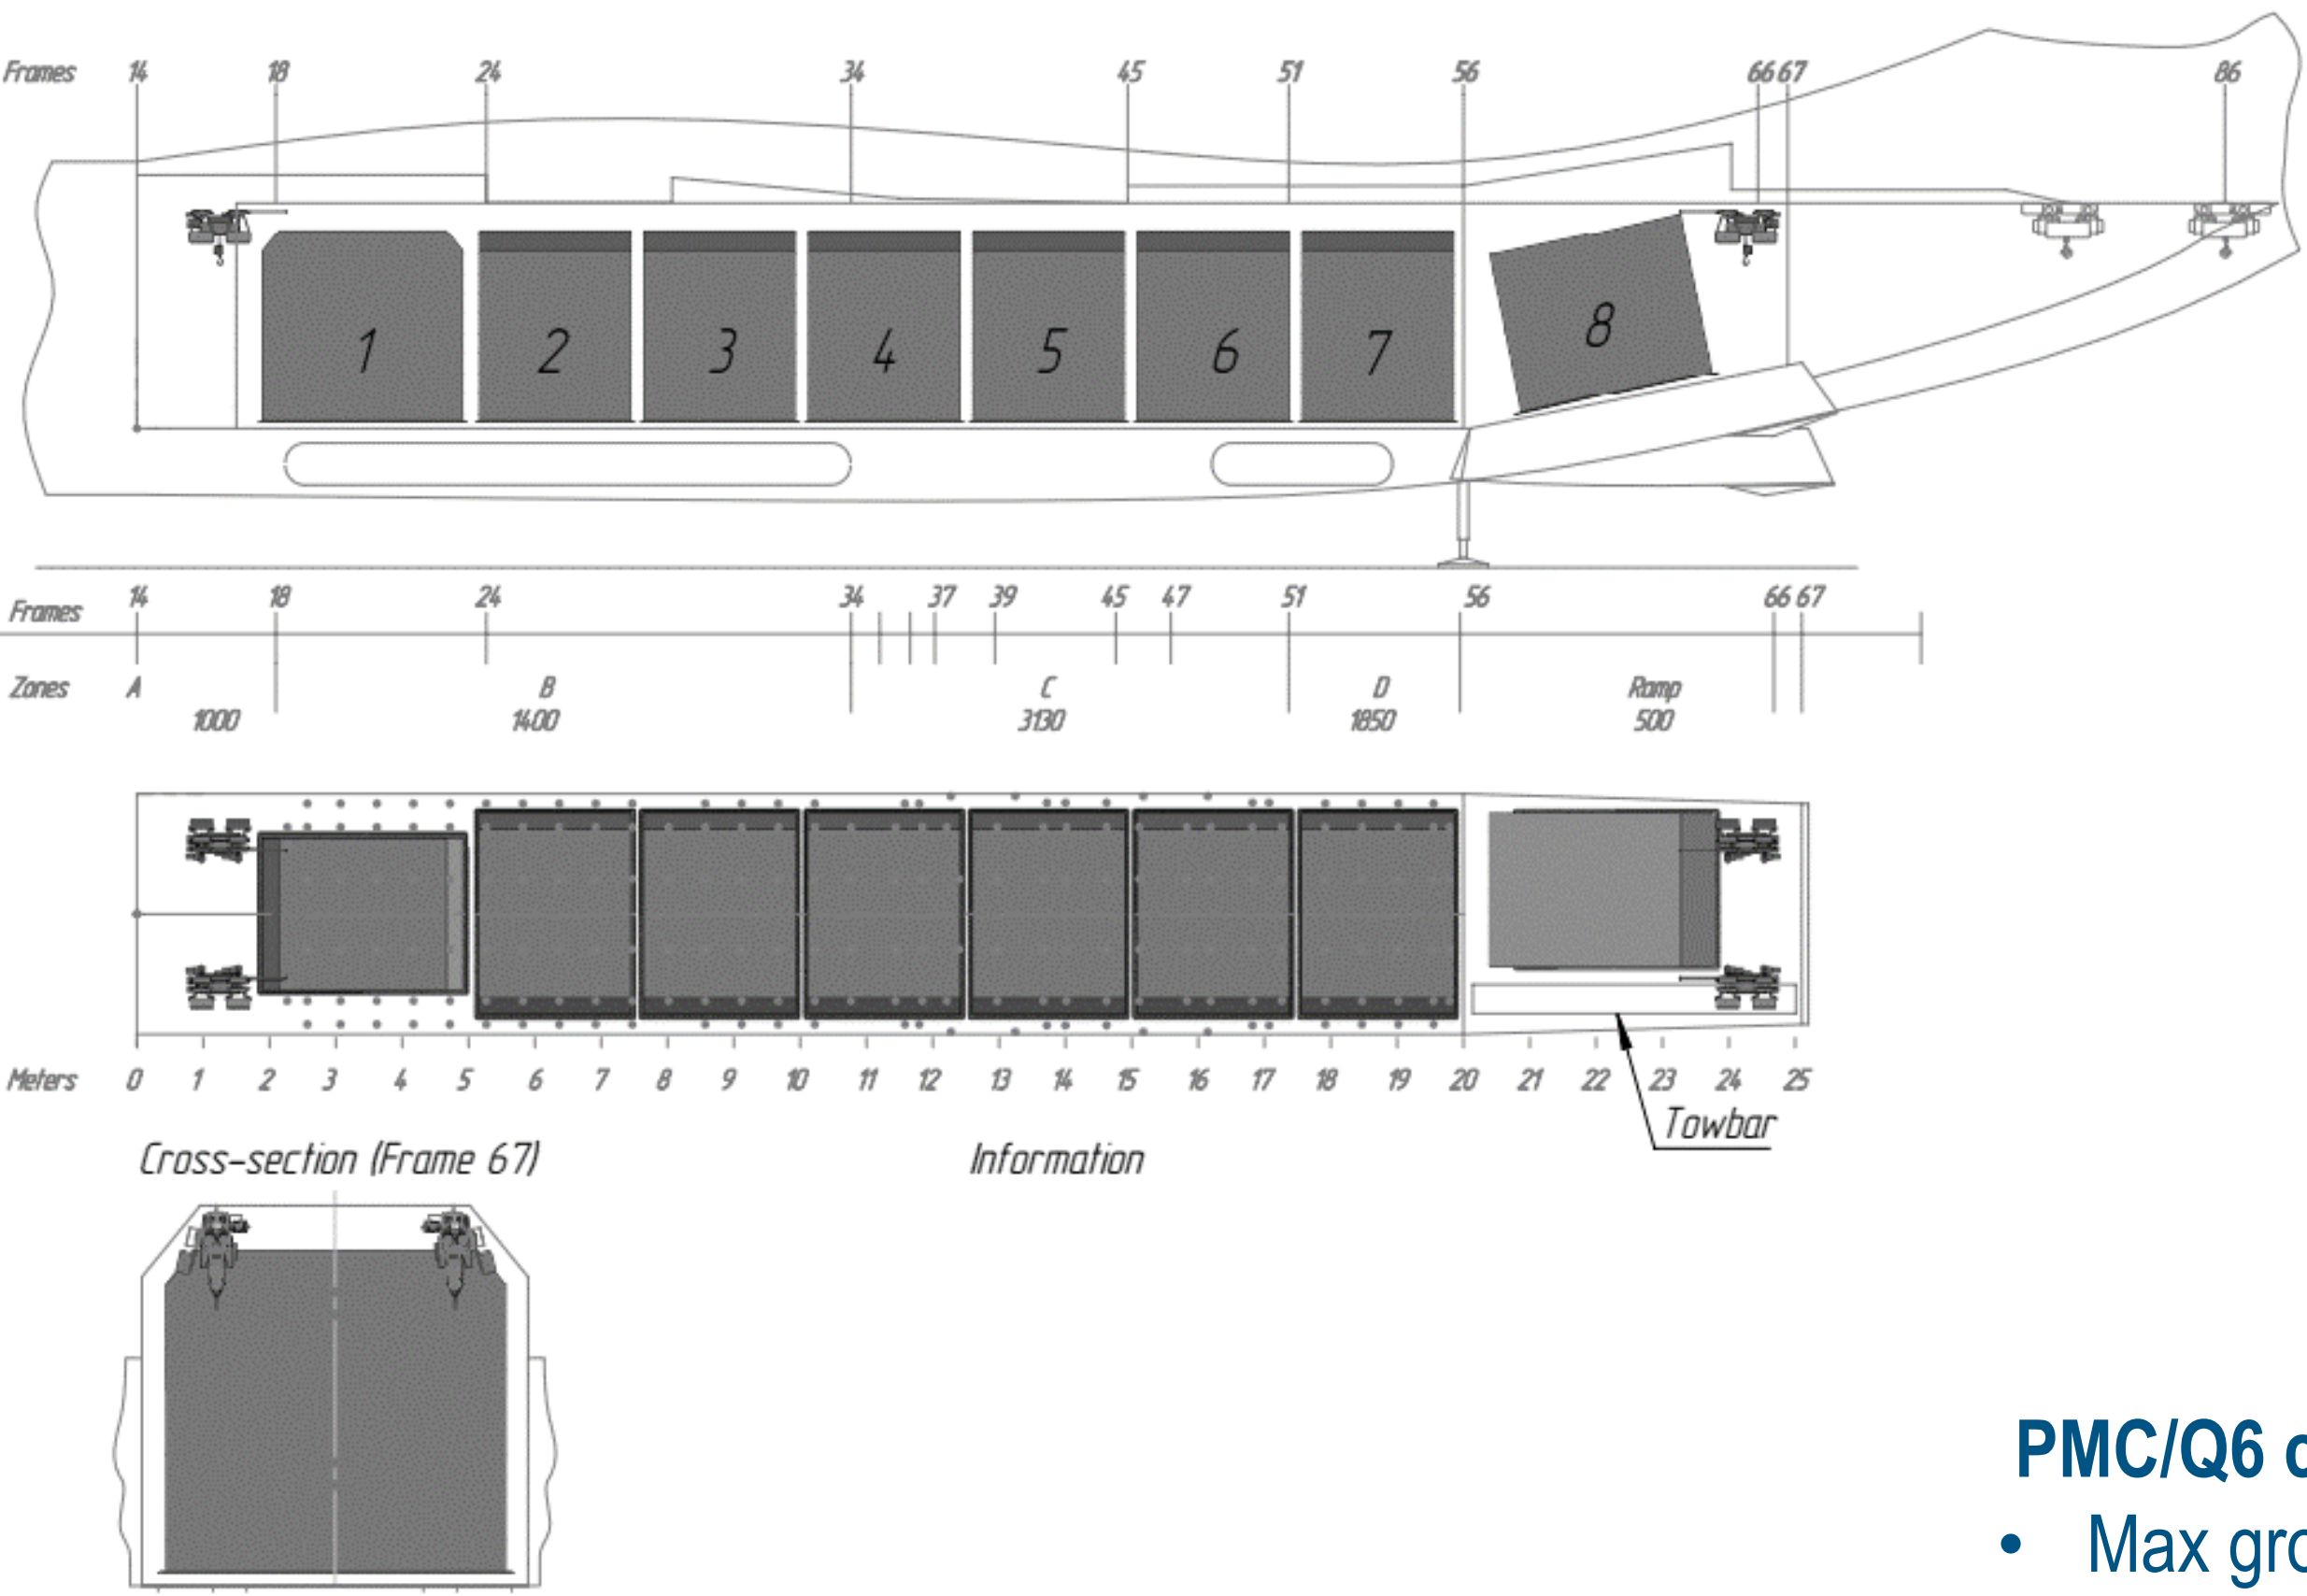 Frames 14 18 24 34 45 51 56 66 67 86
1 2 3 4 5 6 7 8
Frames 14 18 24 34 37 39 45 47 51 56 66 67
Zones A B C D Ramp
1000 1400 3130 1850 500
Meters 0 1 2 3 4 5 6 7 8 9 10 11 12 13 14 15 16 17 18 19 20 21 22 23 24 25
Towbar
Cross-section (Frame 67) Information
PMC/Q6
• Max